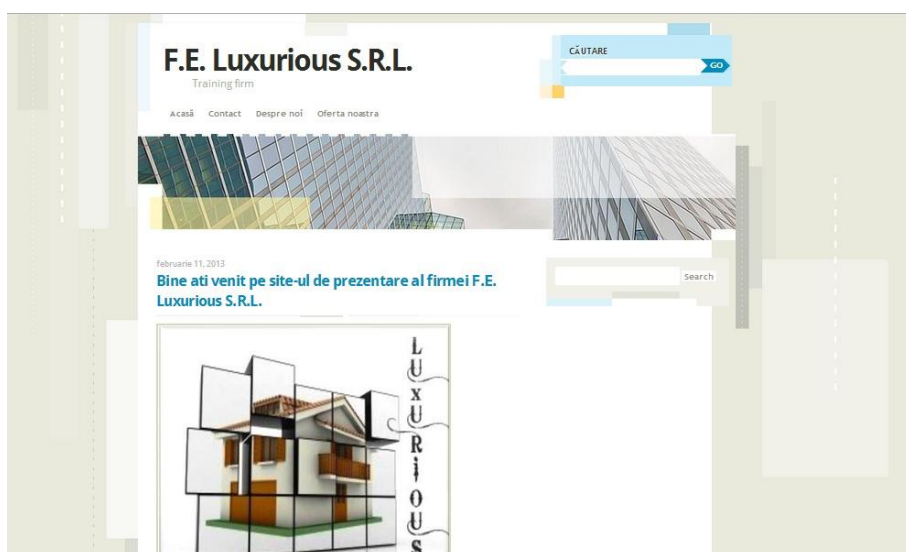 F.E. Luxurious S.R.L.
Training firm
CĂUTARE
GO
Acasă Contact Despre noi Oferta noastra
februarie 11, 2013
Bine ati venit pe site-ul de prezentare al firmei F.E.
Luxurious S.R.L.
Search
LUXURiOUS